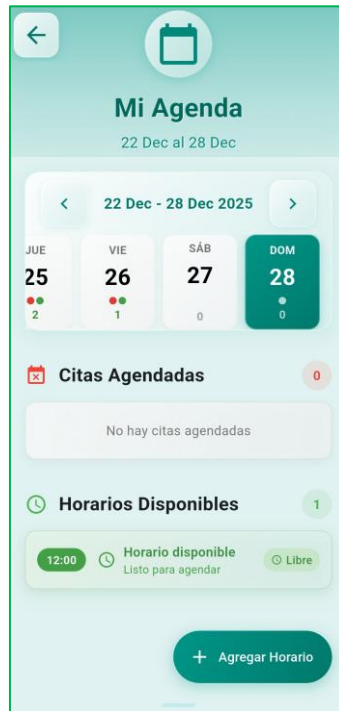 Mi Agenda
22 Dec al 28 Dec
22 Dec - 28 Dec 2025
JUE VIE SÁB DOM
25 26 27 28
2 1 0 0
Citas Agendadas 0
No hay citas agendadas
Horarios Disponibles 1
12:00 Horario disponible Libre
Listo para agendar
+ Agregar Horario